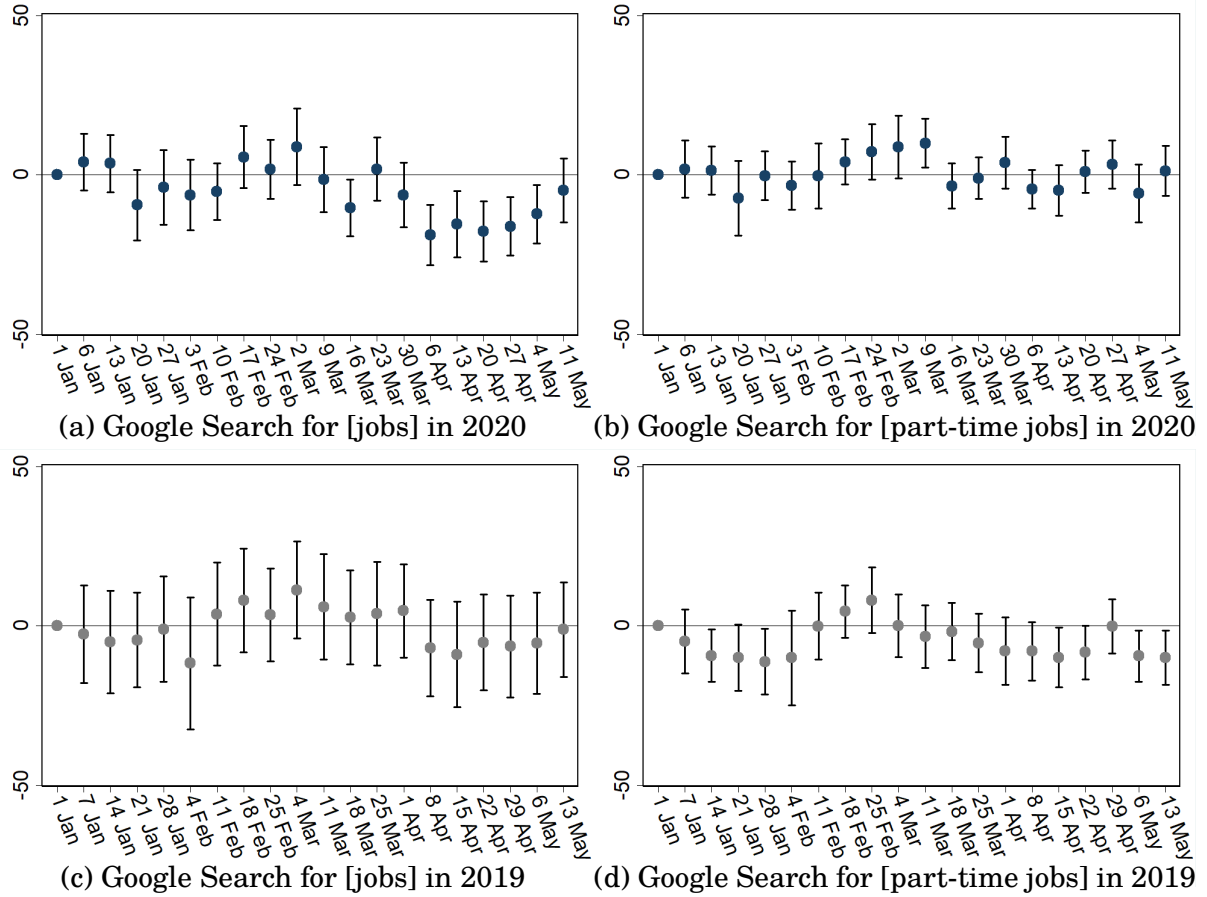 50
0
-50
1 Jan
6 Jan
13 Jan
20 Jan
27 Jan
3 Feb
10 Feb
17 Feb
24 Feb
2 Mar
9 Mar
16 Mar
23 Mar
30 Mar
6 Apr
13 Apr
20 Apr
27 Apr
4 May
11 May
(a) Google Search for [jobs] in 2020
50
0
-50
1 Jan
6 Jan
13 Jan
20 Jan
27 Jan
3 Feb
10 Feb
17 Feb
24 Feb
2 Mar
9 Mar
16 Mar
23 Mar
30 Mar
6 Apr
13 Apr
20 Apr
27 Apr
4 May
11 May
(b) Google Search for [part-time jobs] in 2020
50
0
-50
1 Jan
7 Jan
14 Jan
21 Jan
28 Jan
4 Feb
11 Feb
18 Feb
25 Feb
4 Mar
11 Mar
18 Mar
25 Mar
1 Apr
8 Apr
15 Apr
22 Apr
29 Apr
6 May
13 May
(c) Google Search for [jobs] in 2019
50
0
-50
1 Jan
7 Jan
14 Jan
21 Jan
28 Jan
4 Feb
11 Feb
18 Feb
25 Feb
4 Mar
11 Mar
18 Mar
25 Mar
1 Apr
8 Apr
15 Apr
22 Apr
29 Apr
6 May
13 May
(d) Google Search for [part-time jobs] in 2019